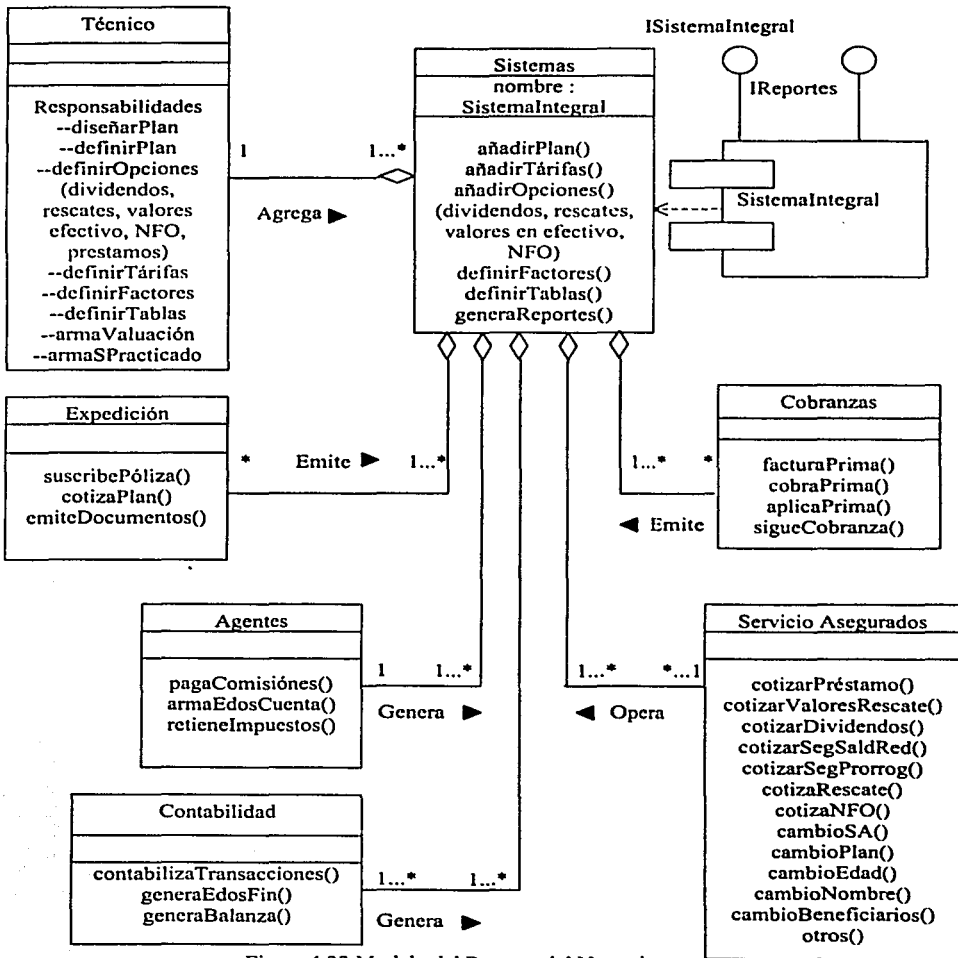 Técnico
Responsabilidades
--diseñarPlan
--definirPlan
--definirOpciones
(dividendos,
rescates, valores
efectivo, NFO,
prestamos)
--definirTárifas
--definirFactores
--definirTablas
--armaValuación
--armaSPracticado
1
1...*
Agrega
Sistemas
nombre :
SistemaIntegral
añadirPlan()
añadirTárifas()
añadirOpciones()
(dividendos, rescates,
valores en efectivo,
NFO)
definirFactores()
definirTablas()
generaReportes()
ISistemaIntegral
IReportes
SistemaIntegral
Expedición
suscribePóliza()
cotizaPlan()
emiteDocumentos()
*
Emite
1...*
Cobranzas
facturaPrima()
cobraPrima()
aplicaPrima()
sigueCobranza()
1...*
*
Emite
Agentes
pagaComisiónes()
armaEdosCuenta()
retieneImpuestos()
1
1...*
Genera
Servicio Asegurados
cotizarPréstamo()
cotizarValoresRescate()
cotizarDividendos()
cotizarSegSaldRed()
cotizarSegProrrog()
cotizaRescate()
cotizaNFO()
cambioSA()
cambioPlan()
cambioEdad()
cambioNombre()
cambioBeneficiarios()
otros()
1...*
*...1
Opera
Contabilidad
contabilizaTransacciones()
generaEdosFin()
generaBalanza()
1...*
1...*
Genera